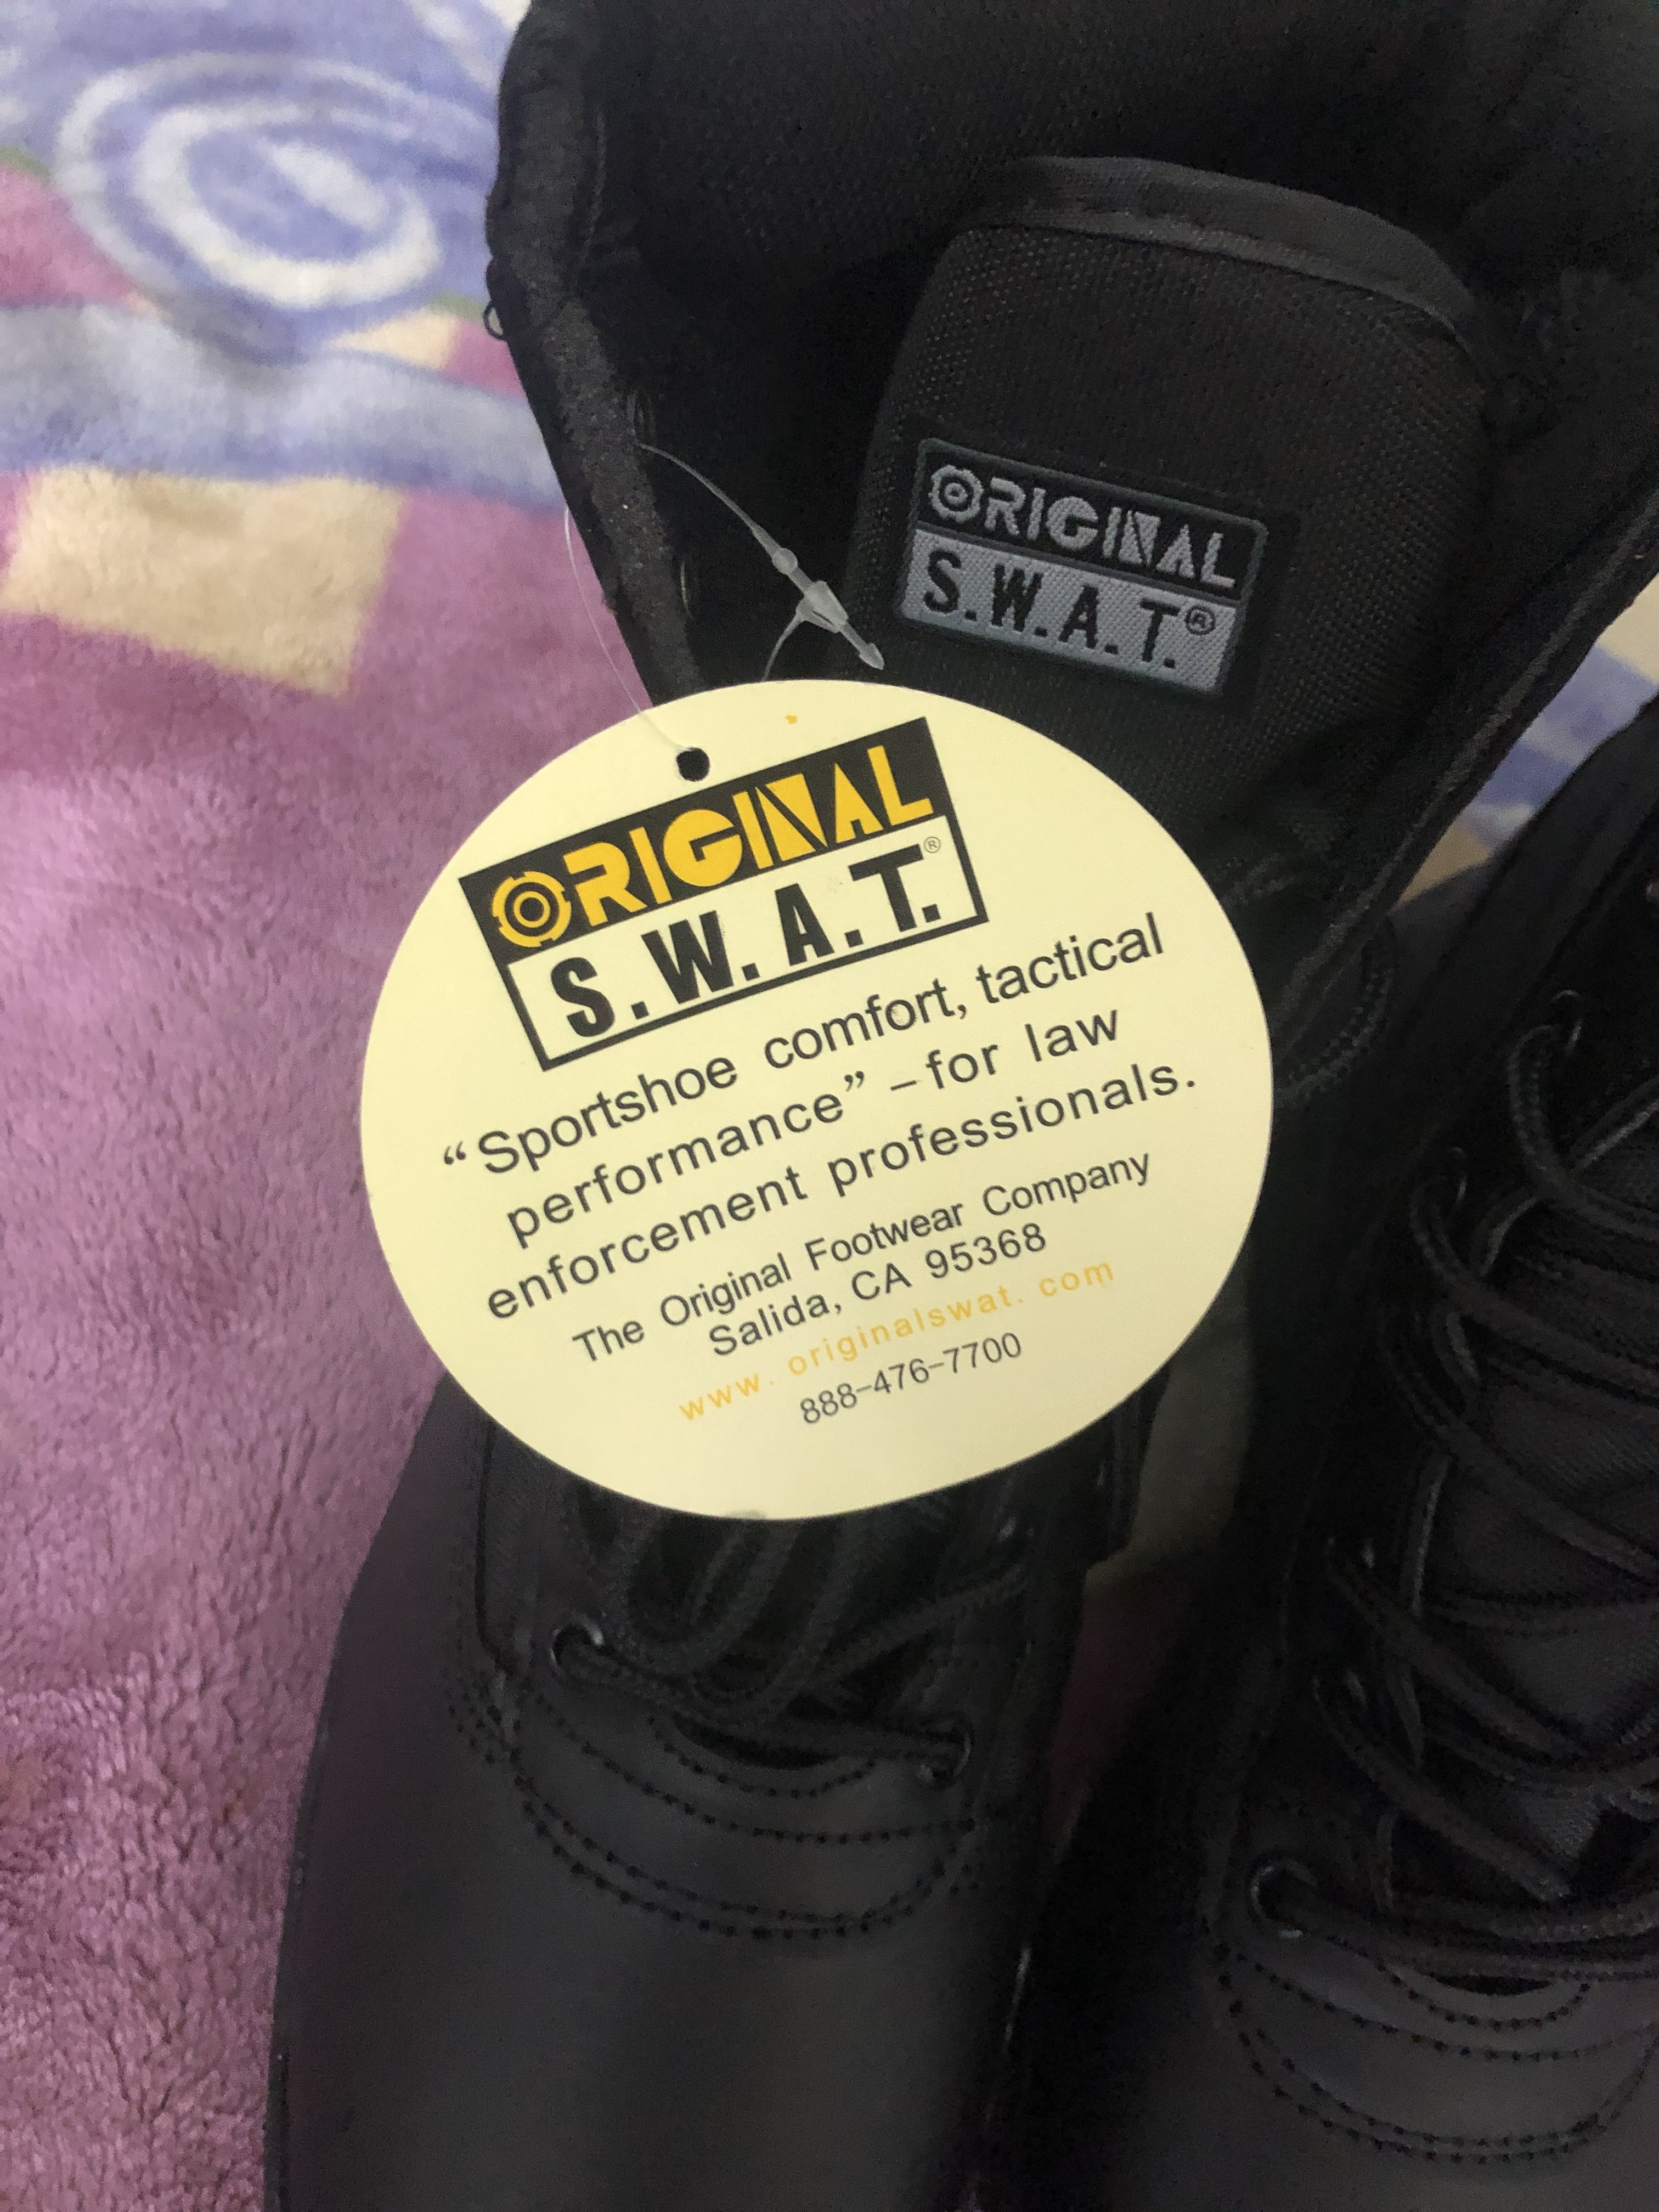 ORIGINAL
S.W.A.T.®
ORIGINAL
S.W.A.T.®
“Sportshoe comfort, tactical
performance” –for law
enforcement professionals.
The Original Footwear Company
Salida, CA 95368
www. originalswat. com
888–476–7700